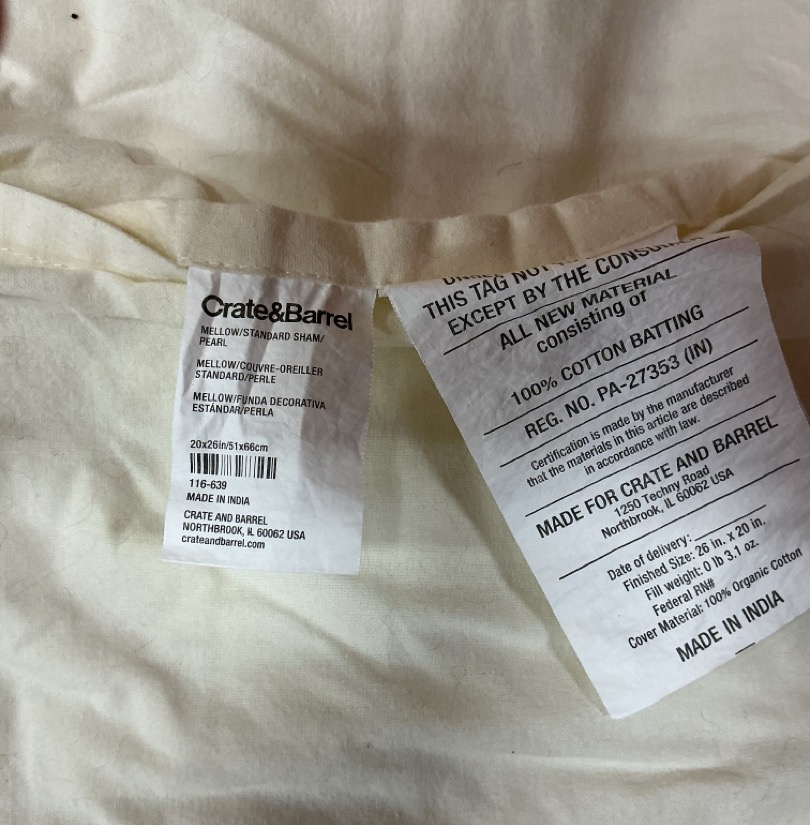 Crate&Barrel
MELLOW/STANDARD SHAM/
PEARL
MELLOW/COUVRE-OREILLER
STANDARD/PERLE
MELLOW/FUNDA DECORATIVA
ESTÁNDAR/PERLA
20x26in/51x66cm
116-639
MADE IN INDIA
CRATE AND BARREL
NORTHBROOK, IL 60062 USA
crateandbarrel.com
THIS TAG NOT
EXCEPT BY THE CONSUMER
ALL NEW MATERIAL
consisting of
100% COTTON BATTING
REG. NO. PA-27353 (IN)
Certification is made by the manufacturer
that the materials in this article are described
in accordance with law.
MADE FOR CRATE AND BARREL
1250 Techny Road
Northbrook, IL 60062 USA
Date of delivery:
Finished Size: 26 in. x 20 in.
Fill weight: 0 lb 3.1 oz.
Federal RN#
Cover Material: 100% Organic Cotton
MADE IN INDIA